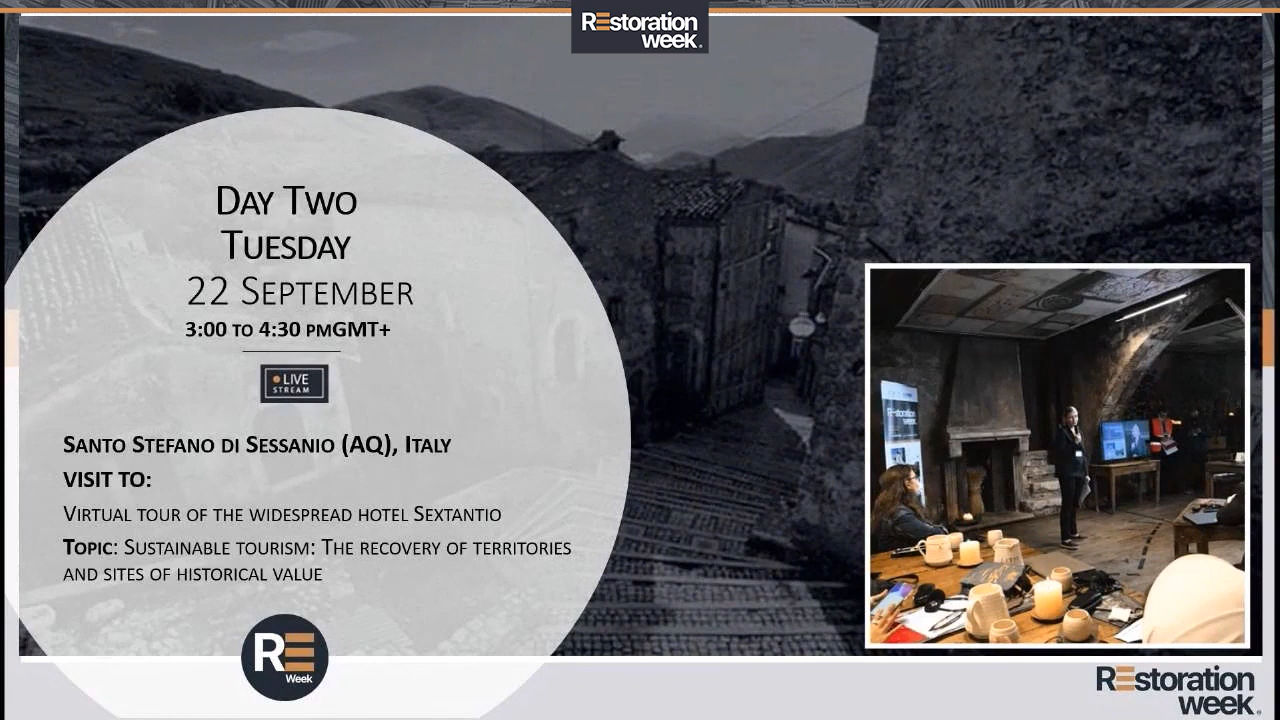 REstoration
week.
Day Two
Tuesday
22 September
3:00 to 4:30 pmGMT+
LIVE
STREAM
Santo Stefano di Sessanio (AQ), Italy
VISIT TO:
Virtual tour of the widespread hotel Sextantio
Topic: Sustainable tourism: The recovery of territories
and sites of historical value
RE
Week
REstoration
week.
REstoration
week.